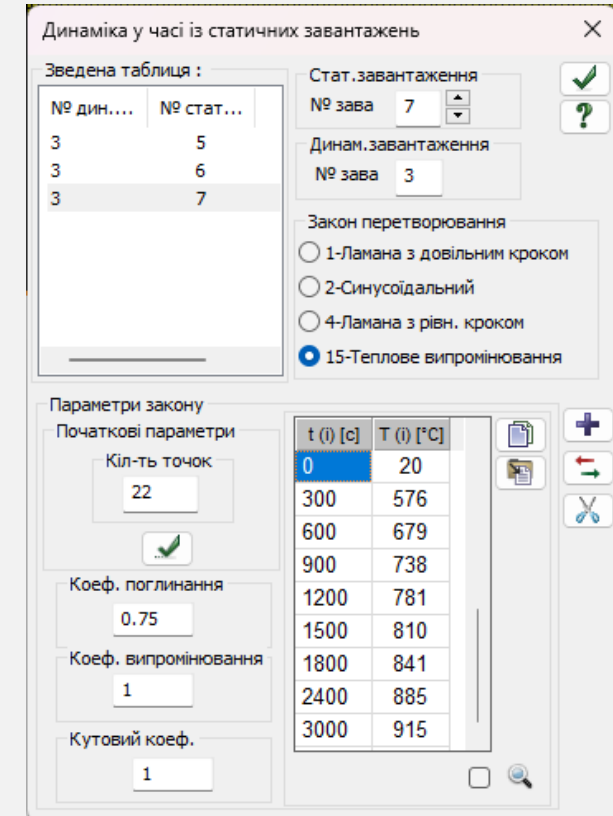 Динаміка у часі із статичних завантажень
Зведена таблиця :
№ дин.... № стат...
3 5
3 6
3 7
Стат.завантаження
№ зава 7
?
Динам.завантаження
№ зава 3
Закон перетворювання
1-Ламана з довільним кроком
2-Синусоїдальний
4-Ламана з рівн. кроком
15-Теплове випромінювання
Параметри закону
Початкові параметри
Кіл-ть точок
22
Коеф. поглинання
0.75
Коеф. випромінювання
1
Кутовий коеф.
1
t (i) [c] T (i) [°C]
0 20
300 576
600 679
900 738
1200 781
1500 810
1800 841
2400 885
3000 915